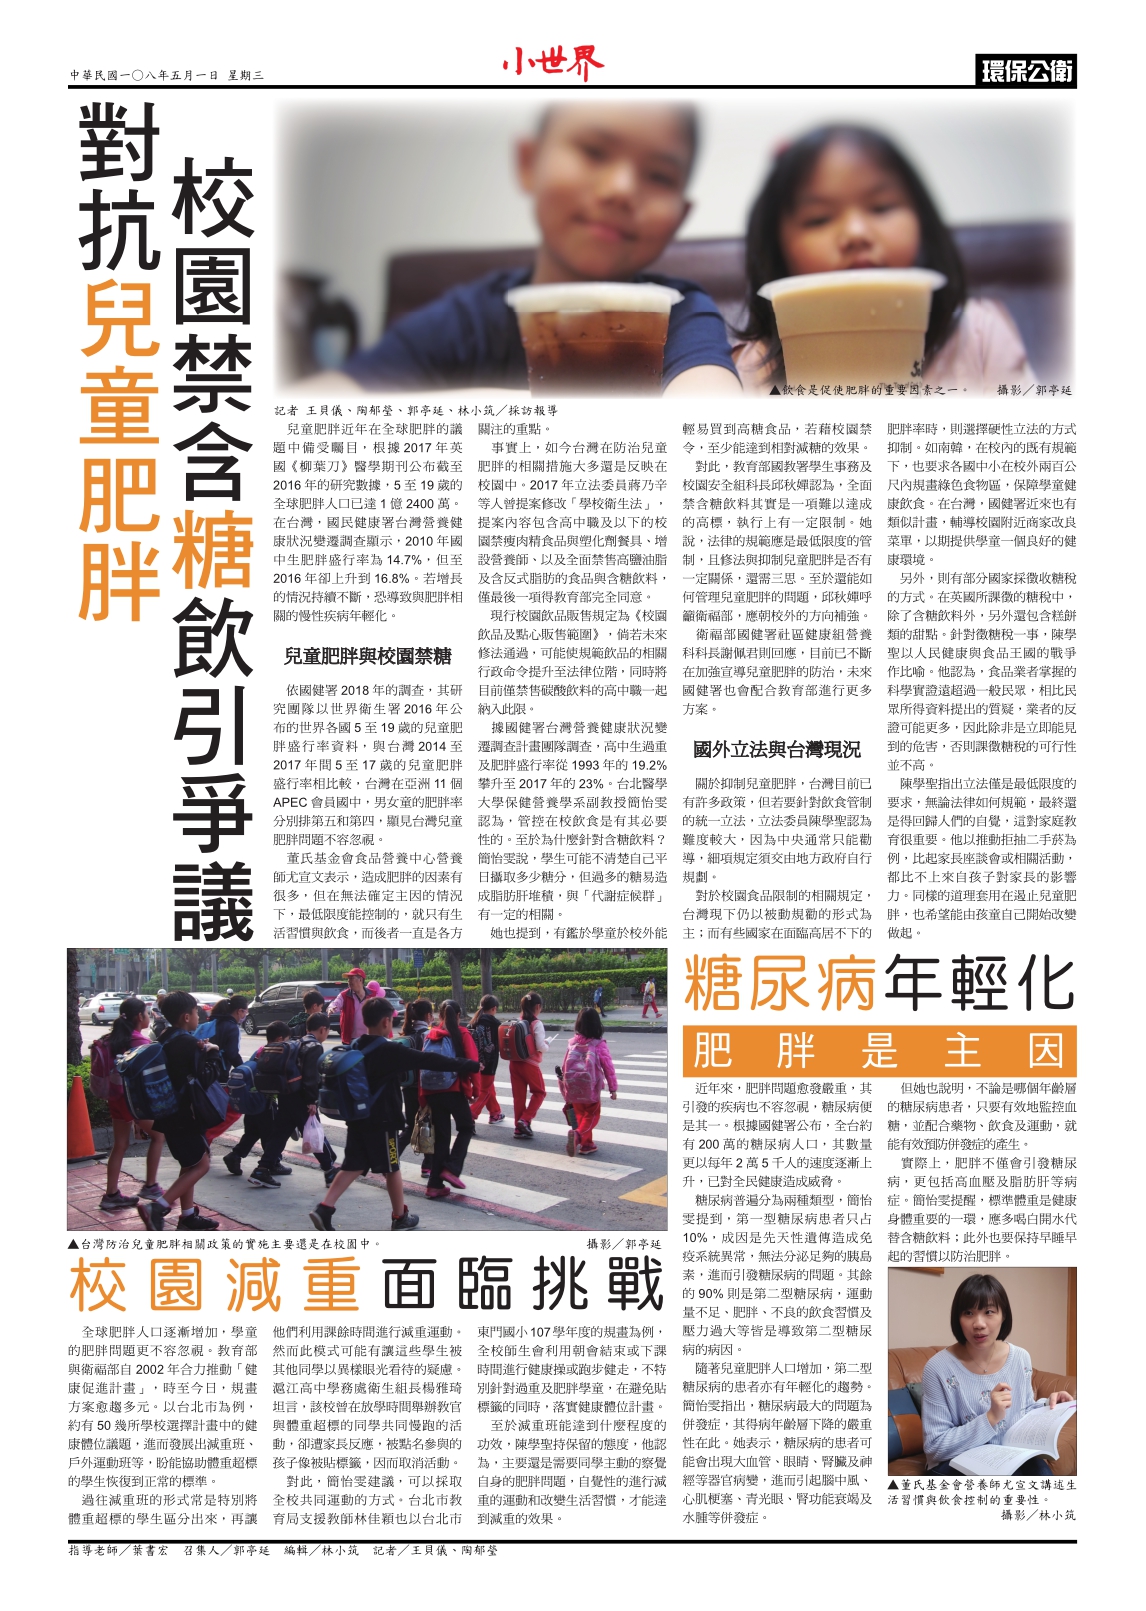 中華民國一〇八年五月一日 星期三
小世界
環保公衛
對抗兒童肥胖
校園禁含糖飲引爭議
▲飲食是促使肥胖的重要因素之一。 攝影／郭亭延
記者 王貝儀、陶郁瑩、郭亭延、林小筑／採訪報導
兒童肥胖近年在全球肥胖的議
題中備受矚目，根據 2017 年英
國《柳葉刀》醫學期刊公布截至
2016 年的研究數據，5 至 19 歲的
全球肥胖人口已達 1 億 2400 萬。
在台灣，國民健康署台灣營養健
康狀況變遷調查顯示，2010 年國
中生肥胖盛行率為 14.7%，但至
2016 年卻上升到 16.8%。若增長
的情況持續不斷，恐導致與肥胖相
關的慢性疾病年輕化。
兒童肥胖與校園禁糖
依國健署 2018 年的調查，其研
究團隊以世界衛生署 2016 年公
布的世界各國 5 至 19 歲的兒童肥
胖盛行率資料，與台灣 2014 至
2017 年間 5 至 17 歲的兒童肥胖
盛行率相比較，台灣在亞洲 11 個
APEC 會員國中，男女童的肥胖率
分別排第五和第四，顯見台灣兒童
肥胖問題不容忽視。
董氏基金會食品營養中心營養
師尤宣文表示，造成肥胖的因素有
很多，但在無法確定主因的情況
下，最低限度能控制的，就只有生
活習慣與飲食，而後者一直是各方
關注的重點。
事實上，如今台灣在防治兒童
肥胖的相關措施大多還是反映在
校園中。2017 年立法委員蔣乃辛
等人曾提案修改「學校衛生法」，
提案內容包含高中職及以下的校
園禁瘦肉精食品與塑化劑餐具、增
設營養師、以及全面禁售高鹽油脂
及含反式脂肪的食品與含糖飲料，
僅最後一項得教育部完全同意。
現行校園飲品販售規定為《校園
飲品及點心販售範圍》，倘若未來
修法通過，可能使規範飲品的相關
行政命令提升至法律位階，同時將
目前僅禁售碳酸飲料的高中職一起
納入此限。
據國健署台灣營養健康狀況變
遷調查計畫團隊調查，高中生過重
及肥胖盛行率從 1993 年的 19.2%
攀升至 2017 年的 23%。台北醫學
大學保健營養學系副教授簡怡雯
認為，管控在校飲食是有其必要
性的。至於為什麼針對含糖飲料？
簡怡雯說，學生可能不清楚自己平
日攝取多少糖分，但過多的糖易造
成脂肪肝堆積，與「代謝症候群」
有一定的相關。
她也提到，有鑑於學童於校外能
輕易買到高糖食品，若藉校園禁
令，至少能達到相對減糖的效果。
對此，教育部國教署學生事務及
校園安全組科長邱秋嬋認為，全面
禁含糖飲料其實是一項難以達成
的高標，執行上有一定限制。她
說，法律的規範應是最低限度的管
制，且修法與抑制兒童肥胖是否有
一定關係，還需三思。至於還能如
何管理兒童肥胖的問題，邱秋嬋呼
籲衛福部，應朝校外的方向補強。
衛福部國健署社區健康組營養
科科長謝佩君則回應，目前已不斷
在加強宣導兒童肥胖的防治，未來
國健署也會配合教育部進行更多
方案。
國外立法與台灣現況
關於抑制兒童肥胖，台灣目前已
有許多政策，但若要針對飲食管制
的統一立法，立法委員陳學聖認為
難度較大，因為中央通常只能勸
導，細項規定須交由地方政府自行
規劃。
對於校園食品限制的相關規定，
台灣現下仍以被動規勸的形式為
主；而有些國家在面臨高居不下的
肥胖率時，則選擇硬性立法的方式
抑制。如南韓，在校內的既有規範
下，也要求各國中小在校外兩百公
尺內規畫綠色食物區，保障學童健
康飲食。在台灣，國健署近來也有
類似計畫，輔導校園附近商家改良
菜單，以期提供學童一個良好的健
康環境。
另外，則有部分國家採徵收糖稅
的方式。在英國所課徵的糖稅中，
除了含糖飲料外，另外還包含糕餅
類的甜點。針對徵糖稅一事，陳學
聖以人民健康與食品王國的戰爭
作比喻。他認為，食品業者掌握的
科學實證遠超過一般民眾，相比民
眾所得資料提出的質疑，業者的反
證可能更多，因此除非是立即能見
到的危害，否則課徵糖稅的可行性
並不高。
陳學聖指出立法僅是最低限度的
要求，無論法律如何規範，最終還
是得回歸人們的自覺，這對家庭教
育很重要。他以推動拒抽二手菸為
例，比起家長座談會或相關活動，
都比不上來自孩子對家長的影響
力。同樣的道理套用在遏止兒童肥
胖，也希望能由孩童自己開始改變
做起。
▲台灣防治兒童肥胖相關政策的實施主要還是在校園中。 攝影／郭亭延
校園減重面臨挑戰
全球肥胖人口逐漸增加，學童
的肥胖問題更不容忽視。教育部
與衛福部自 2002 年合力推動「健
康促進計畫」，時至今日，規畫
方案愈趨多元。以台北市為例，
約有 50 幾所學校選擇計畫中的健
康體位議題，進而發展出減重班、
戶外運動班等，盼能協助體重超標
的學生恢復到正常的標準。
過往減重班的形式常是特別將
體重超標的學生區分出來，再讓
他們利用課餘時間進行減重運動。
然而此模式可能有讓這些學生被
其他同學以異樣眼光看待的疑慮。
滬江高中學務處衛生組長楊雅琦
坦言，該校曾在放學時間舉辦教官
與體重超標的同學共同慢跑的活
動，卻遭家長反應，被點名參與的
孩子像被貼標籤，因而取消活動。
對此，簡怡雯建議，可以採取
全校共同運動的方式。台北市教
育局支援教師林佳穎也以台北市
東門國小 107 學年度的規畫為例，
全校師生會利用朝會結束或下課
時間進行健康操或跑步健走，不特
別針對過重及肥胖學童，在避免貼
標籤的同時，落實健康體位計畫。
至於減重班能達到什麼程度的
功效，陳學聖持保留的態度，他認
為，主要還是需要同學主動的察覺
自身的肥胖問題，自覺性的進行減
重的運動和改變生活習慣，才能達
到減重的效果。
糖尿病年輕化
肥胖是主因
近年來，肥胖問題愈發嚴重，其
引發的疾病也不容忽視，糖尿病便
是其一。根據國健署公布，全台約
有 200 萬的糖尿病人口，其數量
更以每年 2 萬 5 千人的速度逐漸上
升，已對全民健康造成威脅。
糖尿病普遍分為兩種類型，簡怡
雯提到，第一型糖尿病患者只占
10%，成因是先天性遺傳造成免
疫系統異常，無法分泌足夠的胰島
素，進而引發糖尿病的問題。其餘
的 90% 則是第二型糖尿病，運動
量不足、肥胖、不良的飲食習慣及
壓力過大等皆是導致第二型糖尿
病的病因。
隨著兒童肥胖人口增加，第二型
糖尿病的患者亦有年輕化的趨勢。
簡怡雯指出，糖尿病最大的問題為
併發症，其得病年齡層下降的嚴重
性在此。她表示，糖尿病的患者可
能會出現大血管、眼睛、腎臟及神
經等器官病變，進而引起腦中風、
心肌梗塞、青光眼、腎功能衰竭及
水腫等併發症。
但她也說明，不論是哪個年齡層
的糖尿病患者，只要有效地監控血
糖，並配合藥物、飲食及運動，就
能有效預防併發症的產生。
實際上，肥胖不僅會引發糖尿
病，更包括高血壓及脂肪肝等病
症。簡怡雯提醒，標準體重是健康
身體重要的一環，應多喝白開水代
替含糖飲料；此外也要保持早睡早
起的習慣以防治肥胖。
▲董氏基金會營養師尤宣文講述生
活習慣與飲食控制的重要性。
攝影／林小筑
指導老師／葉書宏 召集人／郭亭延 編輯／林小筑 記者／王貝儀、陶郁瑩